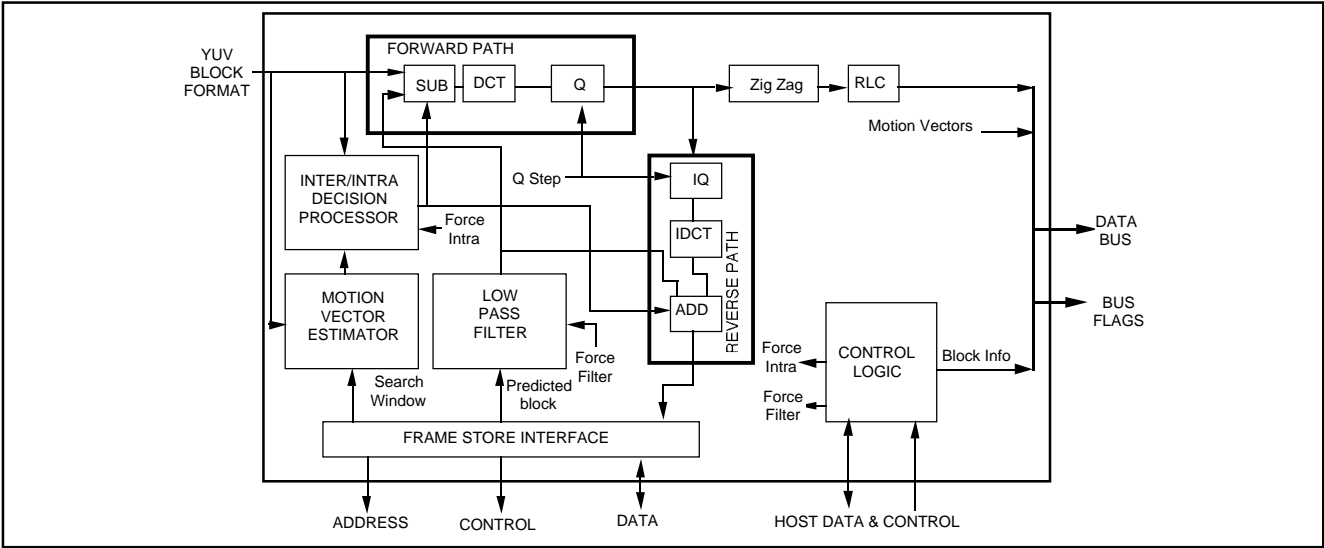 FORWARD PATH
YUV
BLOCK
FORMAT
SUB
DCT
Q
Zig Zag
RLC
Motion Vectors
INTER/INTRA
DECISION
PROCESSOR
Q Step
IQ
Force
Intra
IDCT
REVERSE PATH
DATA
BUS
MOTION
VECTOR
ESTIMATOR
LOW
PASS
FILTER
ADD
BUS
FLAGS
Force
Filter
Force
Intra
CONTROL
LOGIC
Block Info
Search
Window
Predicted
block
Force
Filter
FRAME STORE INTERFACE
ADDRESS
CONTROL
DATA
HOST DATA & CONTROL